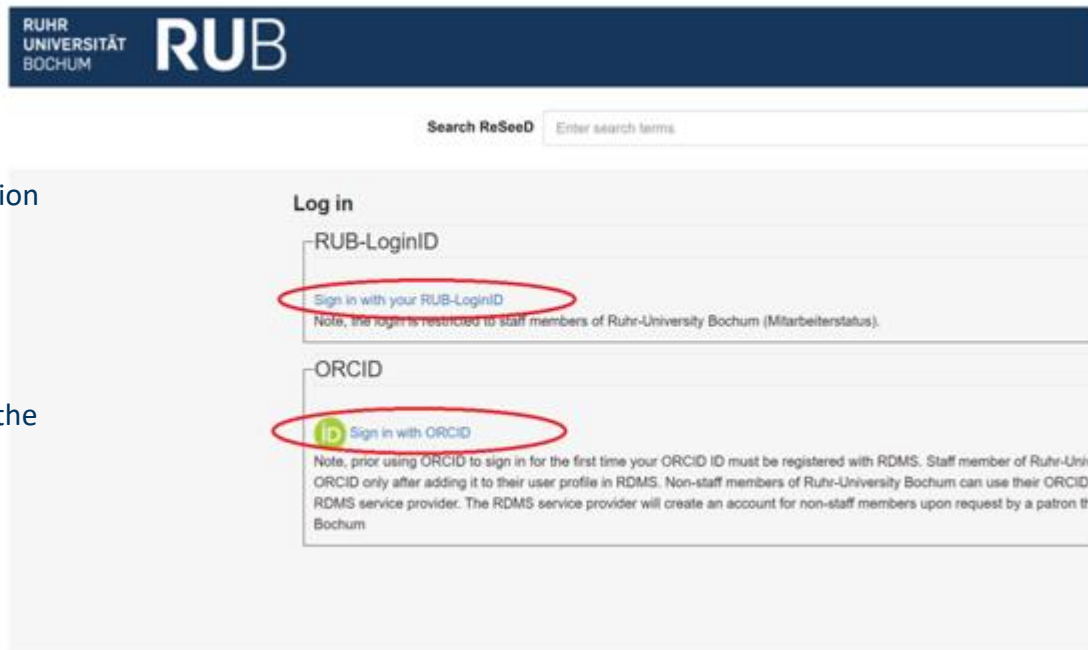 RUHR
UNIVERSITÄT
BOCHUM
RUB
Search ReSeeD Enter search terms
ion
Log in
RUB-LoginID
Sign in with your RUB-LoginID
Note, the login is restricted to staff members of Ruhr-University Bochum (Mitarbeiterstatus).
ORCID
the
iD Sign in with ORCID
Note, prior using ORCID to sign in for the first time your ORCID ID must be registered with RDMS. Staff member of Ruhr-Univ
ORCID only after adding it to their user profile in RDMS. Non-staff members of Ruhr-University Bochum can use their ORCID
RDMS service provider. The RDMS service provider will create an account for non-staff members upon request by a patron th
Bochum